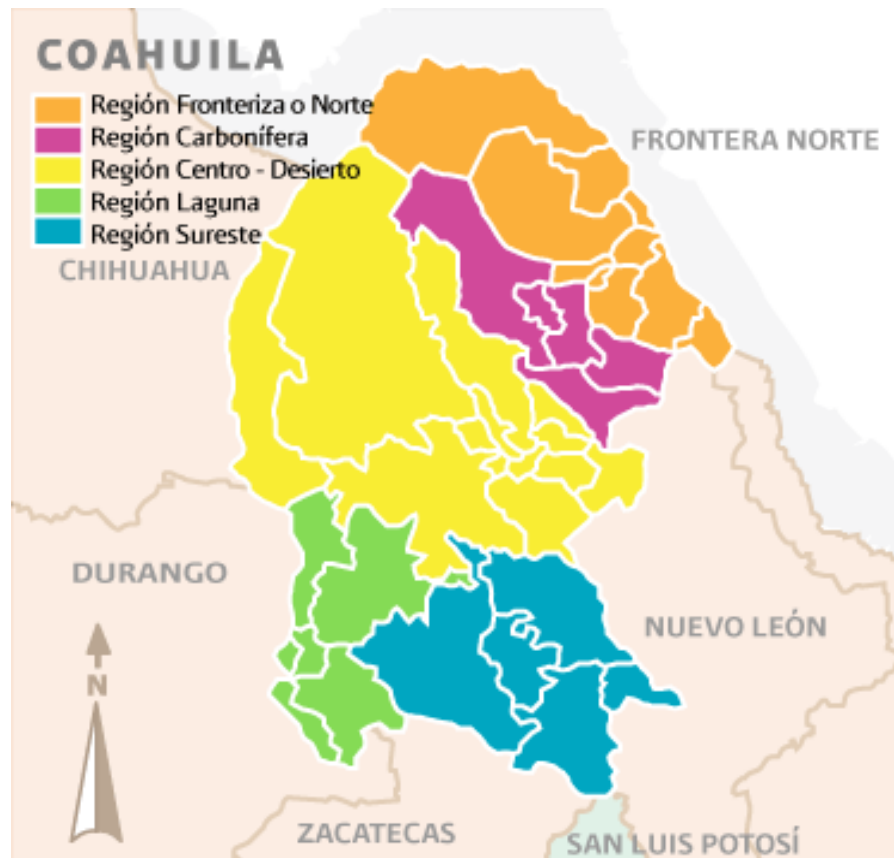 COAHUILA
Región Fronteriza o Norte
Región Carbonífera
Región Centro - Desierto
Región Laguna
Región Sureste
FRONTERA NORTE
CHIHUAHUA
DURANGO
NUEVO LEÓN
N
ZACATECAS
SAN LUIS POTOSÍ